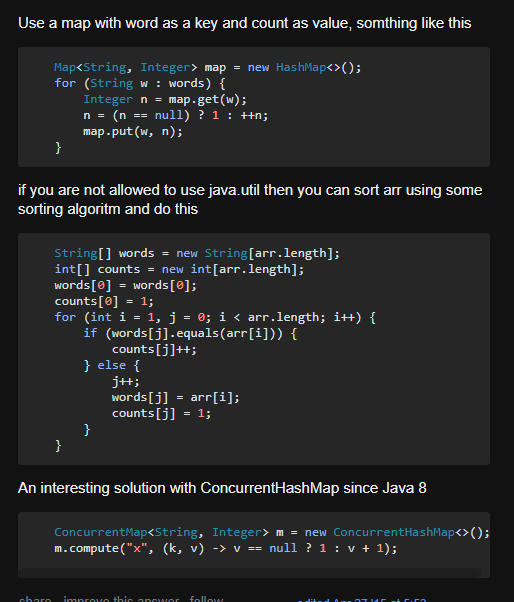 Use a map with word as a key and count as value, somthing like this
Map<String, Integer> map = new HashMap<>();
for (String w : words) {
    Integer n = map.get(w);
    n = (n == null) ? 1 : ++n;
    map.put(w, n);
}
if you are not allowed to use java.util then you can sort arr using some
sorting algoritm and do this
String[] words = new String[arr.length];
int[] counts = new int[arr.length];
words[0] = words[0];
counts[0] = 1;
for (int i = 1, j = 0; i < arr.length; i++) {
    if (words[j].equals(arr[i])) {
        counts[j]++;
    } else {
        j++;
        words[j] = arr[i];
        counts[j] = 1;
    }
}
An interesting solution with ConcurrentHashMap since Java 8
ConcurrentMap<String, Integer> m = new ConcurrentHashMap<>();
m.compute("x", (k, v) -> v == null ? 1 : v + 1);
share improve this answer follow